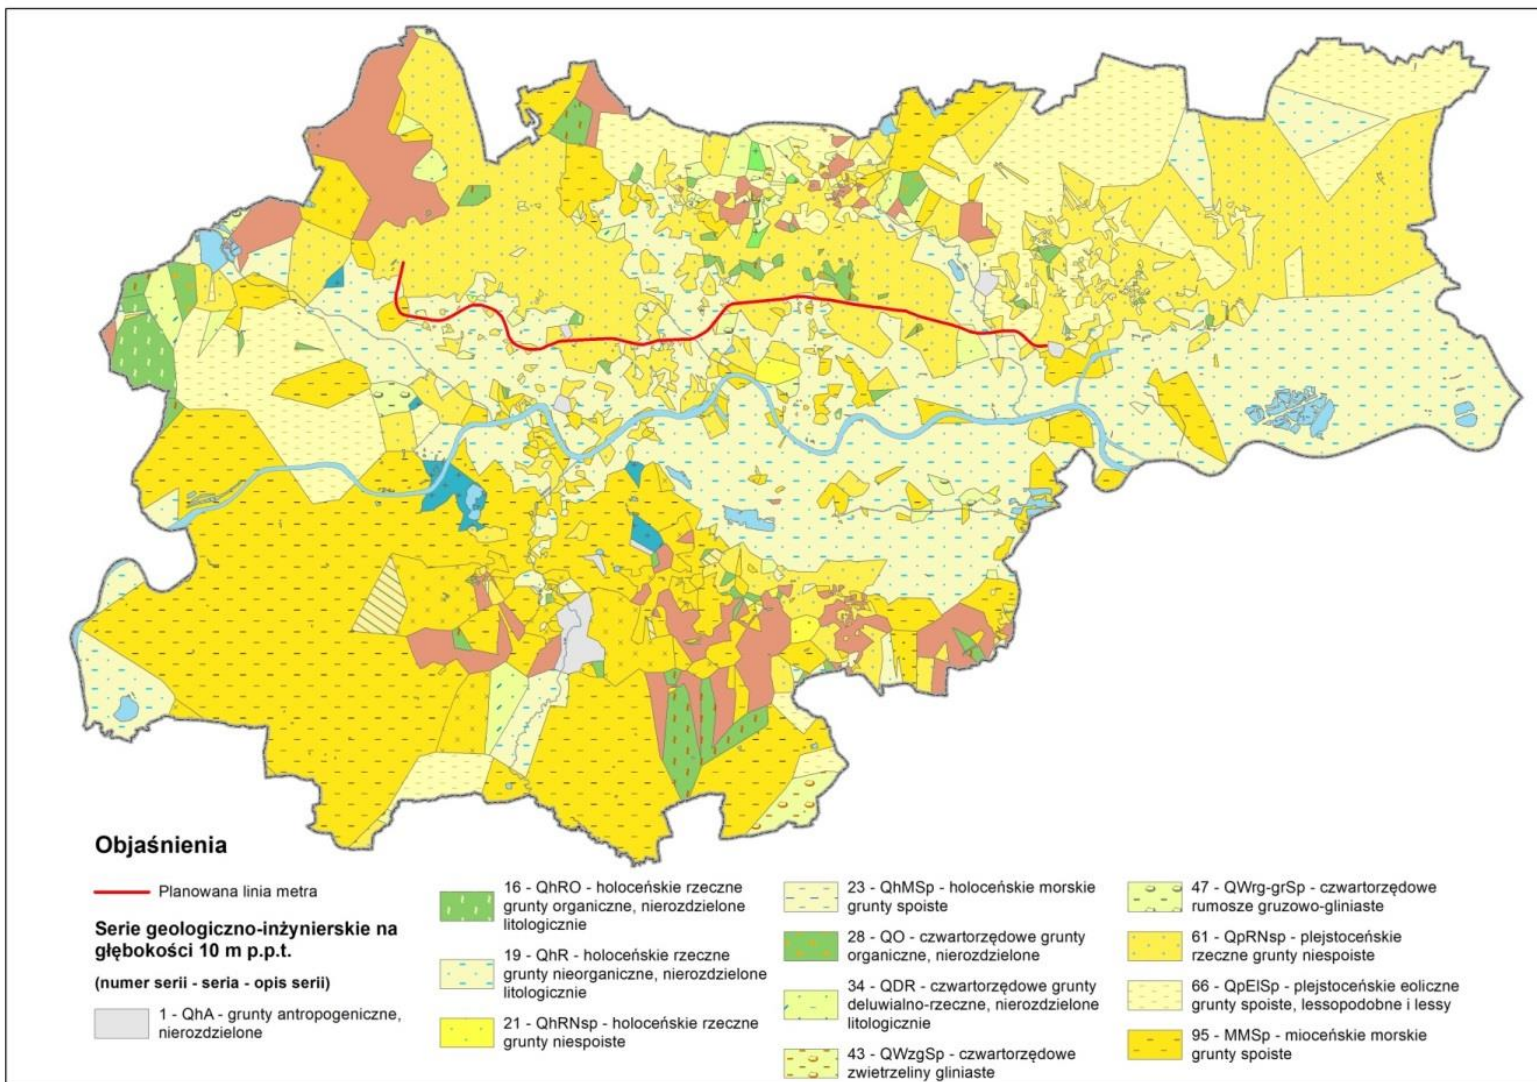 Objaśnienia
Planowana linia metra
Serie geologiczno-inżynierskie na
głębokości 10 m p.p.t.
(numer serii - seria - opis serii)
1 - QhA - grunty antropogeniczne,
nierozdzielone
16 - QhRO - holoceńskie rzeczne
grunty organiczne, nierozdzielone
litologicznie
19 - QhR - holoceńskie rzeczne
grunty nieorganiczne, nierozdzielone
litologicznie
21 - QhRNsp - holoceńskie rzeczne
grunty niespoiste
23 - QhMSp - holoceńskie morskie
grunty spoiste
28 - QO - czwartorzędowe grunty
organiczne, nierozdzielone
34 - QDR - czwartorzędowe grunty
deluwialno-rzeczne, nierozdzielone
litologicznie
43 - QWzgSp - czwartorzędowe
zwietrzeliny gliniaste
47 - QWrg-grSp - czwartorzędowe
rumosze gruzowo-gliniaste
61 - QpRNsp - plejstoceńskie
rzeczne grunty niespoiste
66 - QpElSp - plejstoceńskie eoliczne
grunty spoiste, lessopodobne i lessy
95 - MMSp - mioceńskie morskie
grunty spoiste